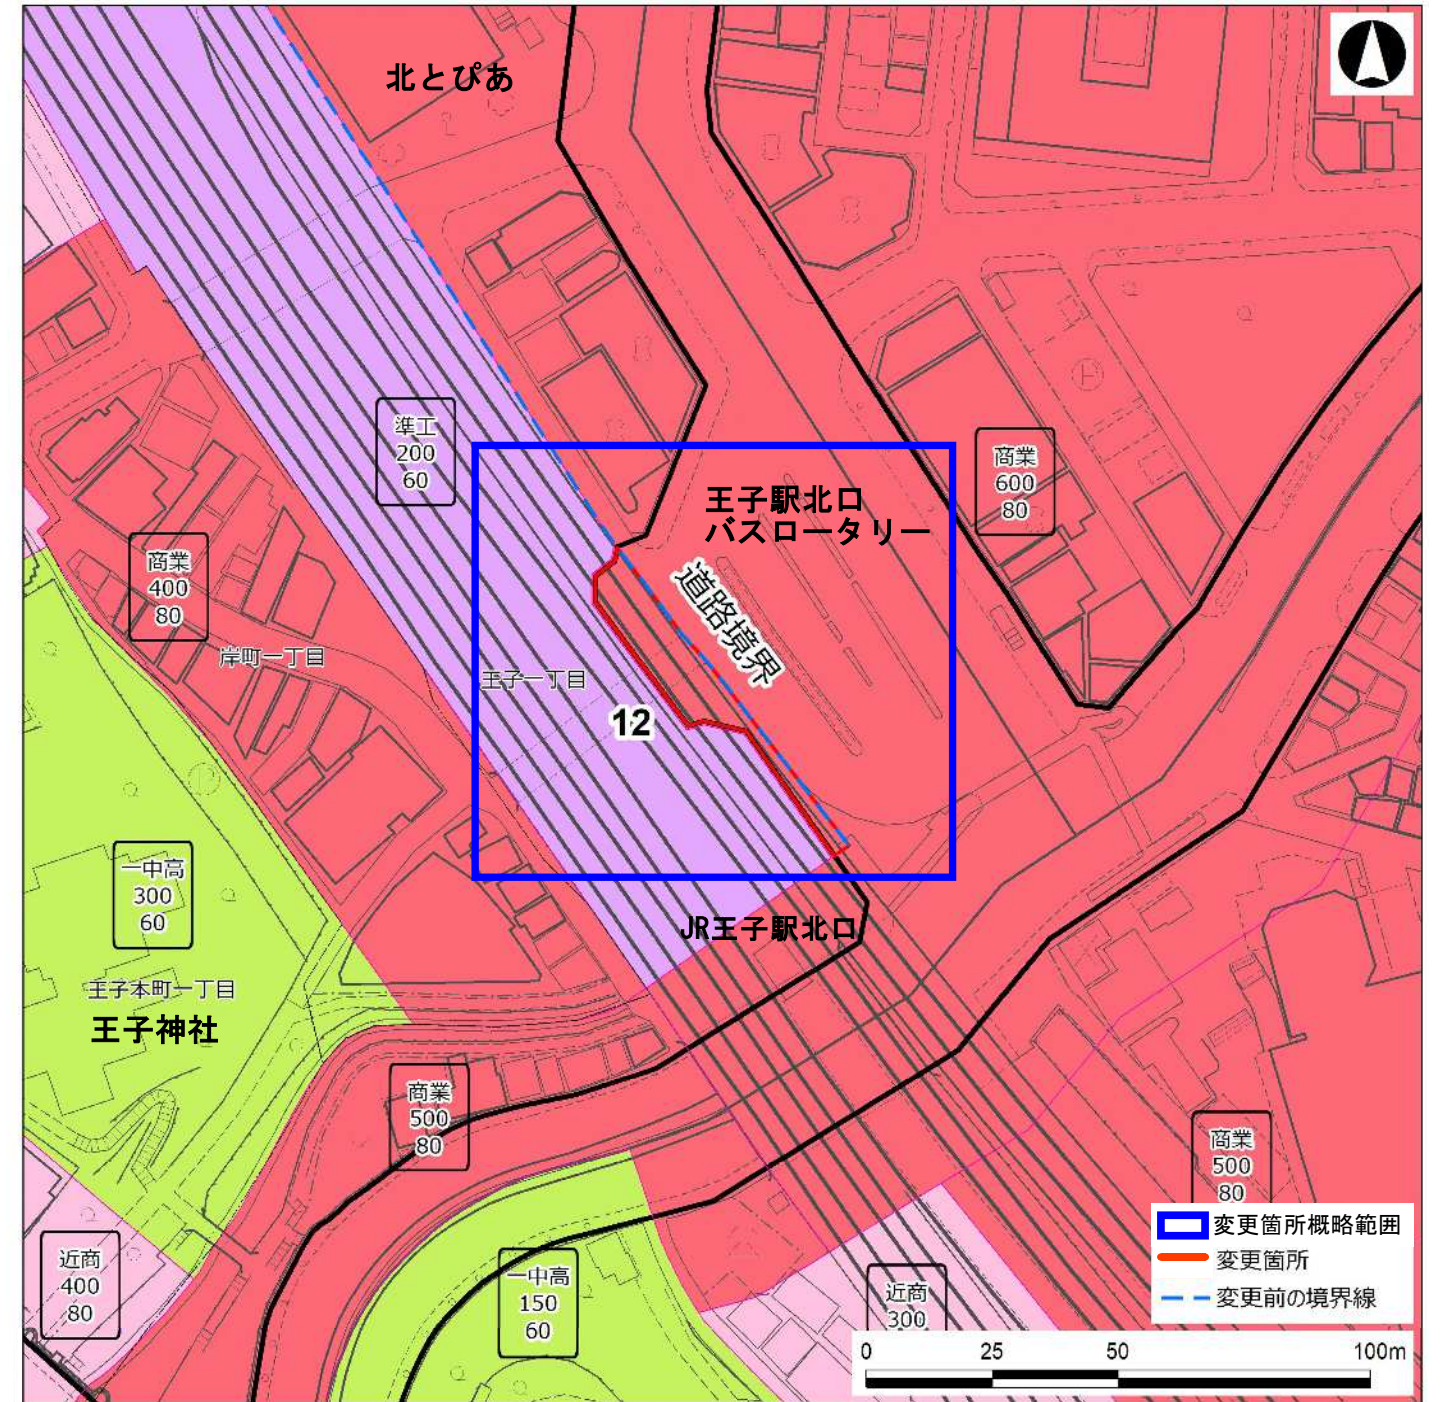 北とぴあ
準工
200
60
商業
600
80
王子駅北口
バスロータリー
道路境界
商業
400
80
岸町一丁目
王子一丁目
12
一中高
300
60
JR王子駅北口
王子本町一丁目
王子神社
商業
500
80
商業
500
80
近商
400
80
一中高
150
60
近商
300
変更箇所概略範囲
変更箇所
変更前の境界線
0 25 50 100m